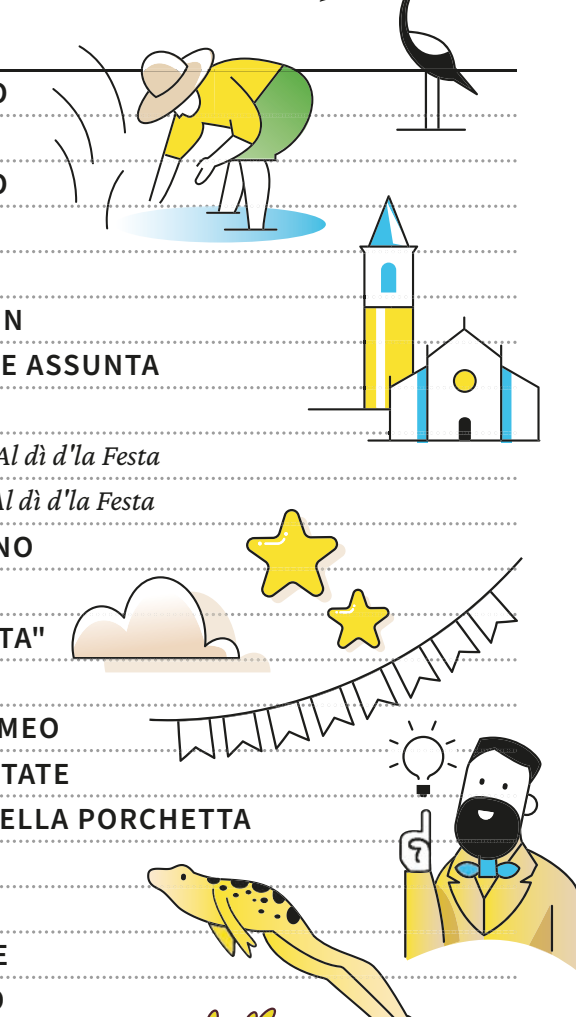 O
O
N
E ASSUNTA
Al dì d'la Festa
Al dì d'la Festa
NO
TA"
MEO
TATE
ELLA PORCHETTA
E
O